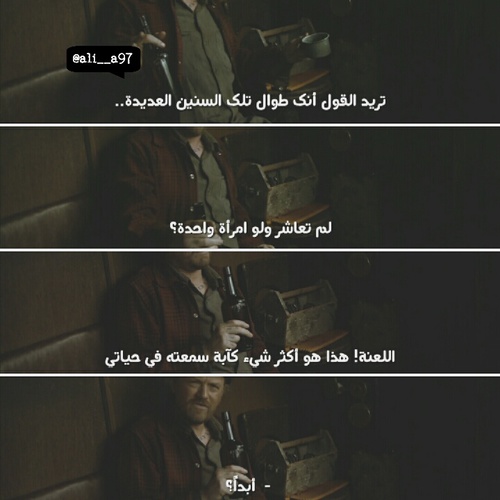 @ali__a97
تريد القول أنك طوال تلك السنين العديدة..
لم تعاشر ولو امرأة واحدة؟
اللعنة! هذا هو أكثر شيء كآبة سمعته في حياتي
- أبداً؟